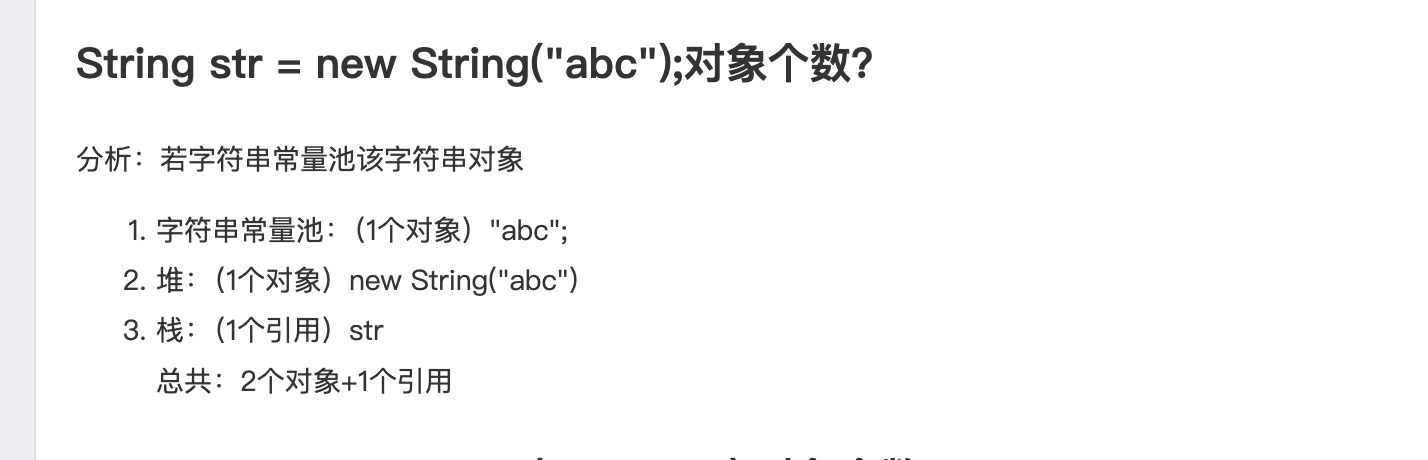 String str = new String("abc");对象个数?
分析：若字符串常量池该字符串对象
1. 字符串常量池：（1个对象）"abc";
2. 堆：（1个对象）new String("abc")
3. 栈：（1个引用）str
总共：2个对象+1个引用